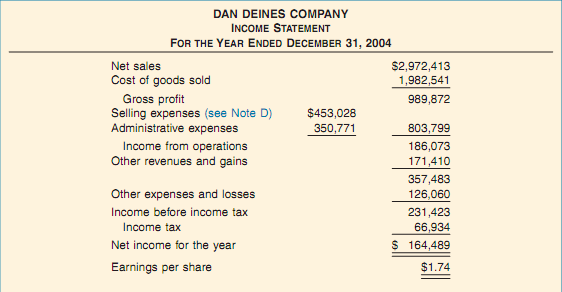 DAN DEINES COMPANY
INCOME STATEMENT
FOR THE YEAR ENDED DECEMBER 31, 2004
Net sales $2,972,413
Cost of goods sold 1,982,541
Gross profit 989,872
Selling expenses (see Note D) $453,028
Administrative expenses 350,771 803,799
Income from operations 186,073
Other revenues and gains 171,410
357,483
Other expenses and losses 126,060
Income before income tax 231,423
Income tax 66,934
Net income for the year $ 164,489
Earnings per share $1.74